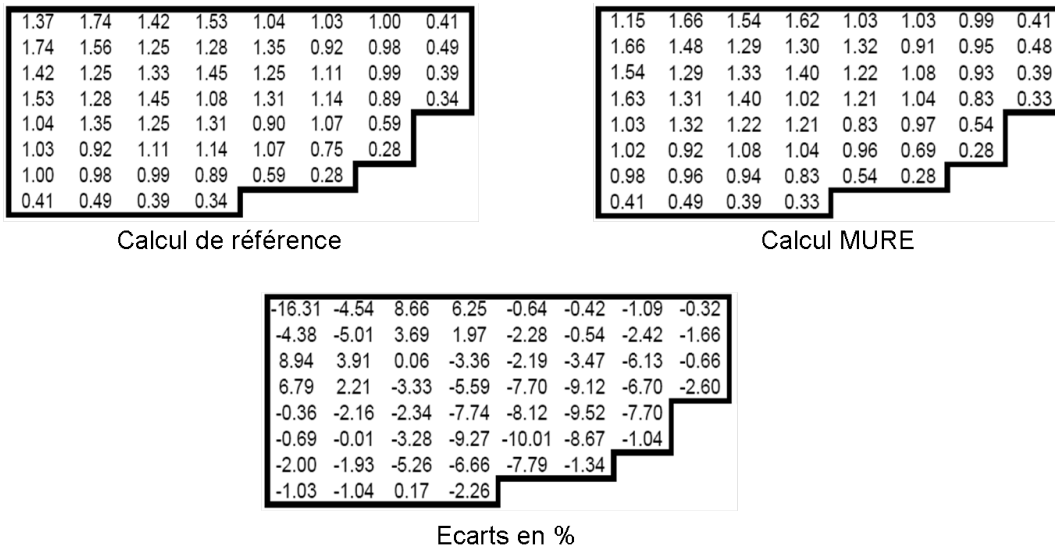 1.37 1.74 1.42 1.53 1.04 1.03 1.00 0.41
1.74 1.56 1.25 1.28 1.35 0.92 0.98 0.49
1.42 1.25 1.33 1.45 1.25 1.11 0.99 0.39
1.53 1.28 1.45 1.08 1.31 1.14 0.89 0.34
1.04 1.35 1.25 1.31 0.90 1.07 0.59
1.03 0.92 1.11 1.14 1.07 0.75 0.28
1.00 0.98 0.99 0.89 0.59 0.28
0.41 0.49 0.39 0.34
Calcul de référence
1.15 1.66 1.54 1.62 1.03 1.03 0.99 0.41
1.66 1.48 1.29 1.30 1.32 0.91 0.95 0.48
1.54 1.29 1.33 1.40 1.22 1.08 0.93 0.39
1.63 1.31 1.40 1.02 1.21 1.04 0.83 0.33
1.03 1.32 1.22 1.21 0.83 0.97 0.54
1.02 0.92 1.08 1.04 0.96 0.69 0.28
0.98 0.96 0.94 0.83 0.54 0.28
0.41 0.49 0.39 0.33
Calcul MURE
-16.31 -4.54 8.66 6.25 -0.64 -0.42 -1.09 -0.32
-4.38 -5.01 3.69 1.97 -2.28 -0.54 -2.42 -1.66
8.94 3.91 0.06 -3.36 -2.19 -3.47 -6.13 -0.66
6.79 2.21 -3.33 -5.59 -7.70 -9.12 -6.70 -2.60
-0.36 -2.16 -2.34 -7.74 -8.12 -9.52 -7.70
-0.69 -0.01 -3.28 -9.27 -10.01 -8.67 -1.04
-2.00 -1.93 -5.26 -6.66 -7.79 -1.34
-1.03 -1.04 0.17 -2.26
Ecarts en %